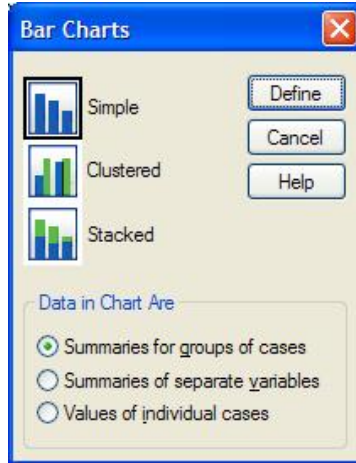 Bar Charts
Simple
Define
Cancel
Clustered
Help
Stacked
Data in Chart Are
Summaries for groups of cases
Summaries of separate variables
Values of individual cases